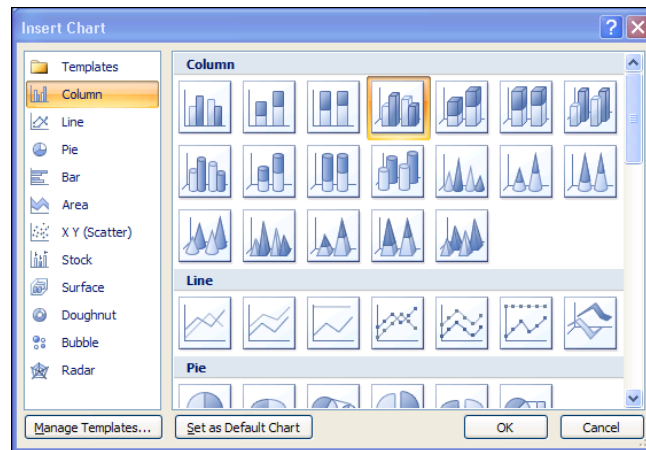 Insert Chart
Templates
Column
Line
Pie
Bar
Area
X Y (Scatter)
Stock
Surface
Doughnut
Bubble
Radar
Column
Line
Pie
Manage Templates...
Set as Default Chart
OK
Cancel